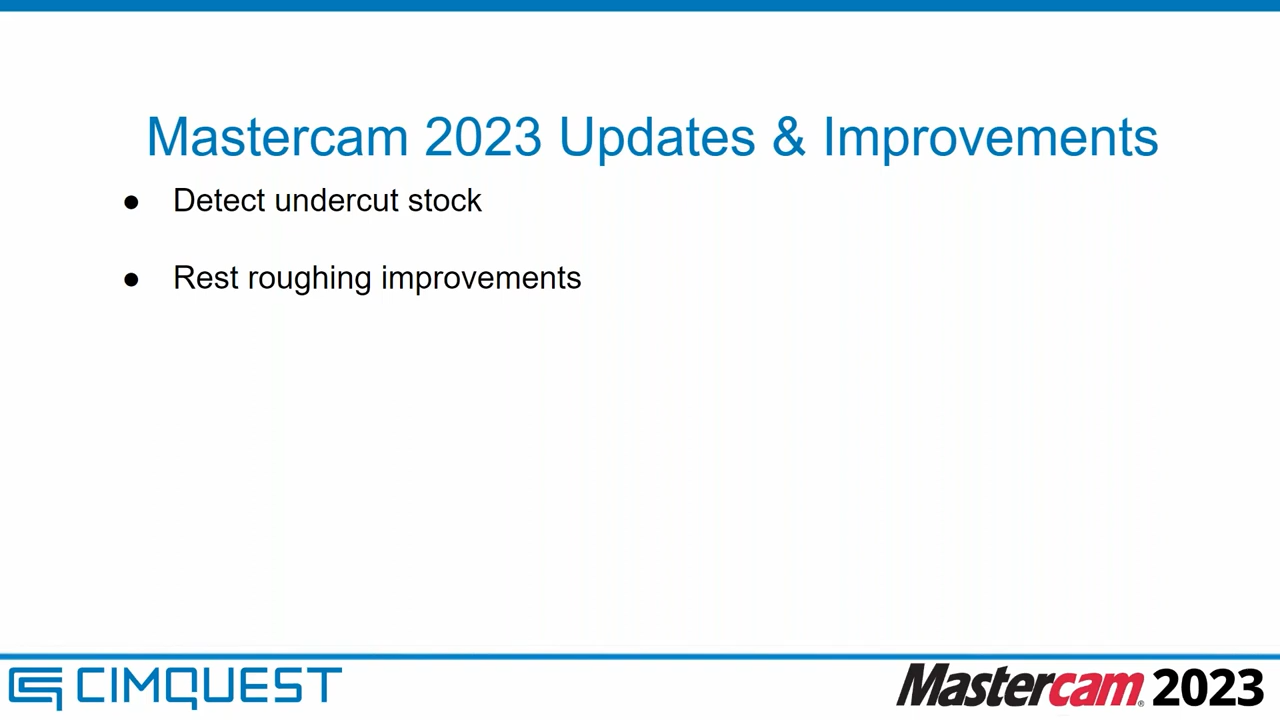 Mastercam 2023 Updates & Improvements
● Detect undercut stock
● Rest roughing improvements
CIMQUEST
Mastercam® 2023